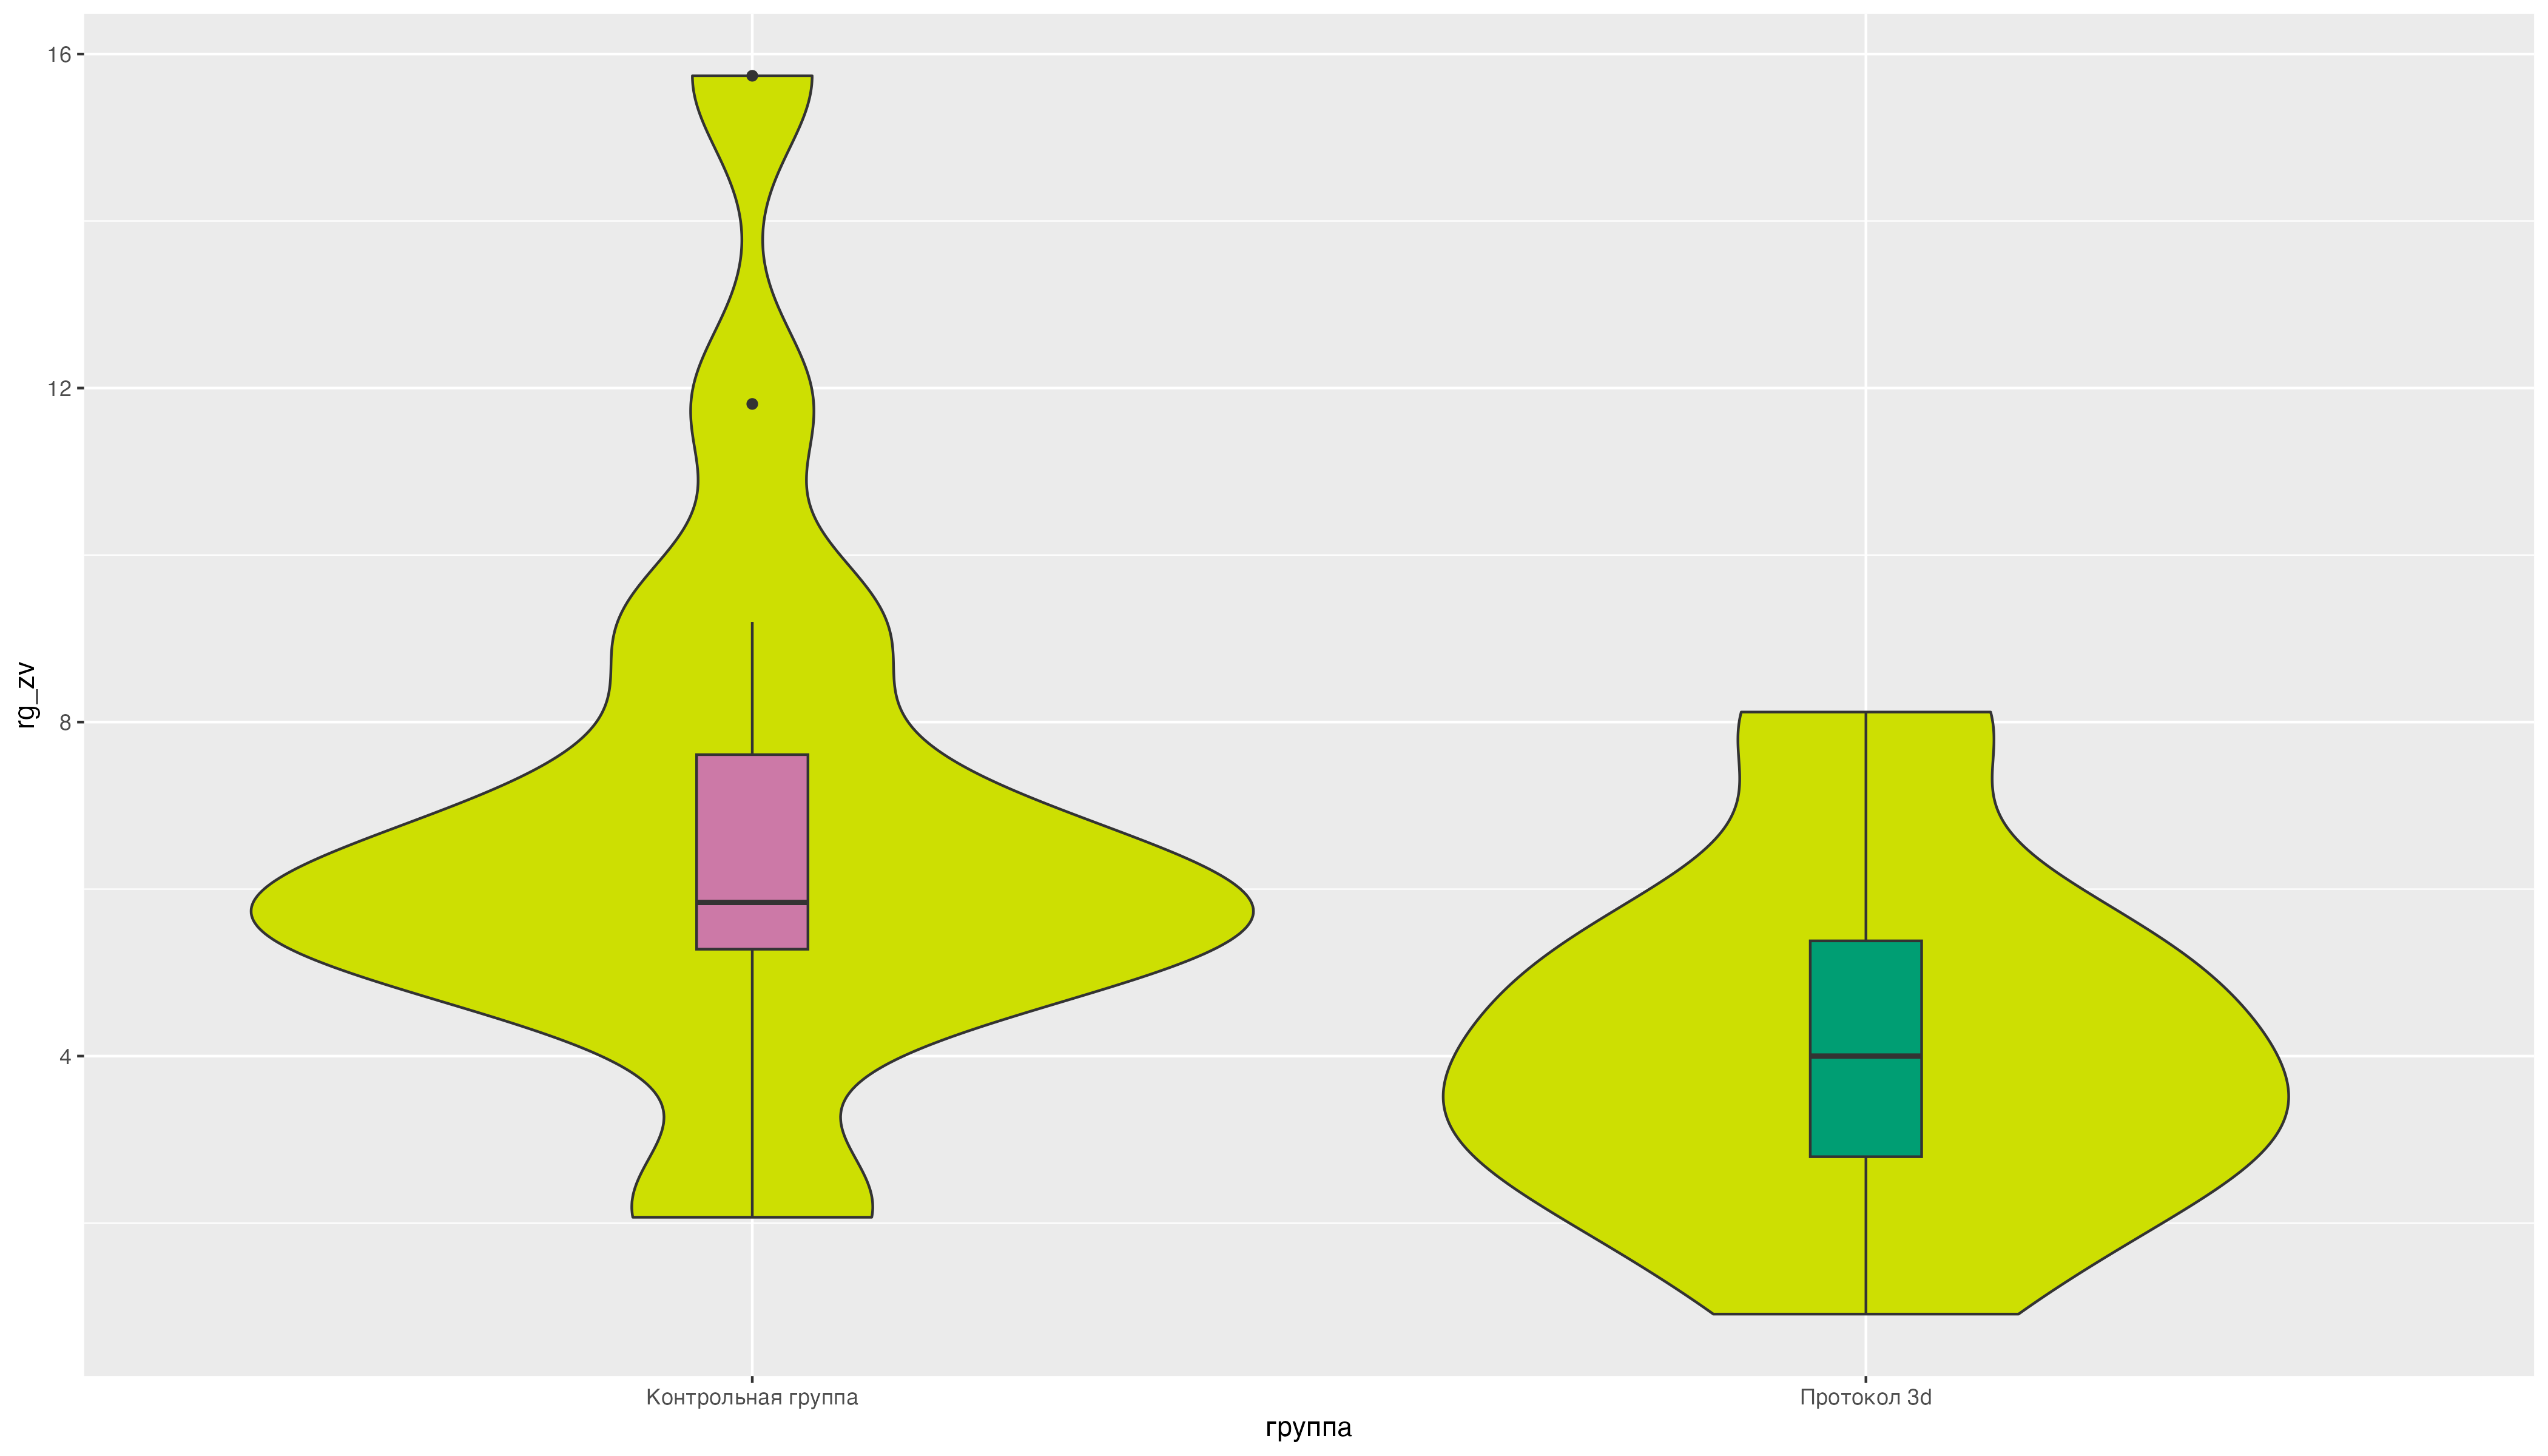 rg_zv
16
12
8
4
Контрольная группа
Протокол 3d
группа